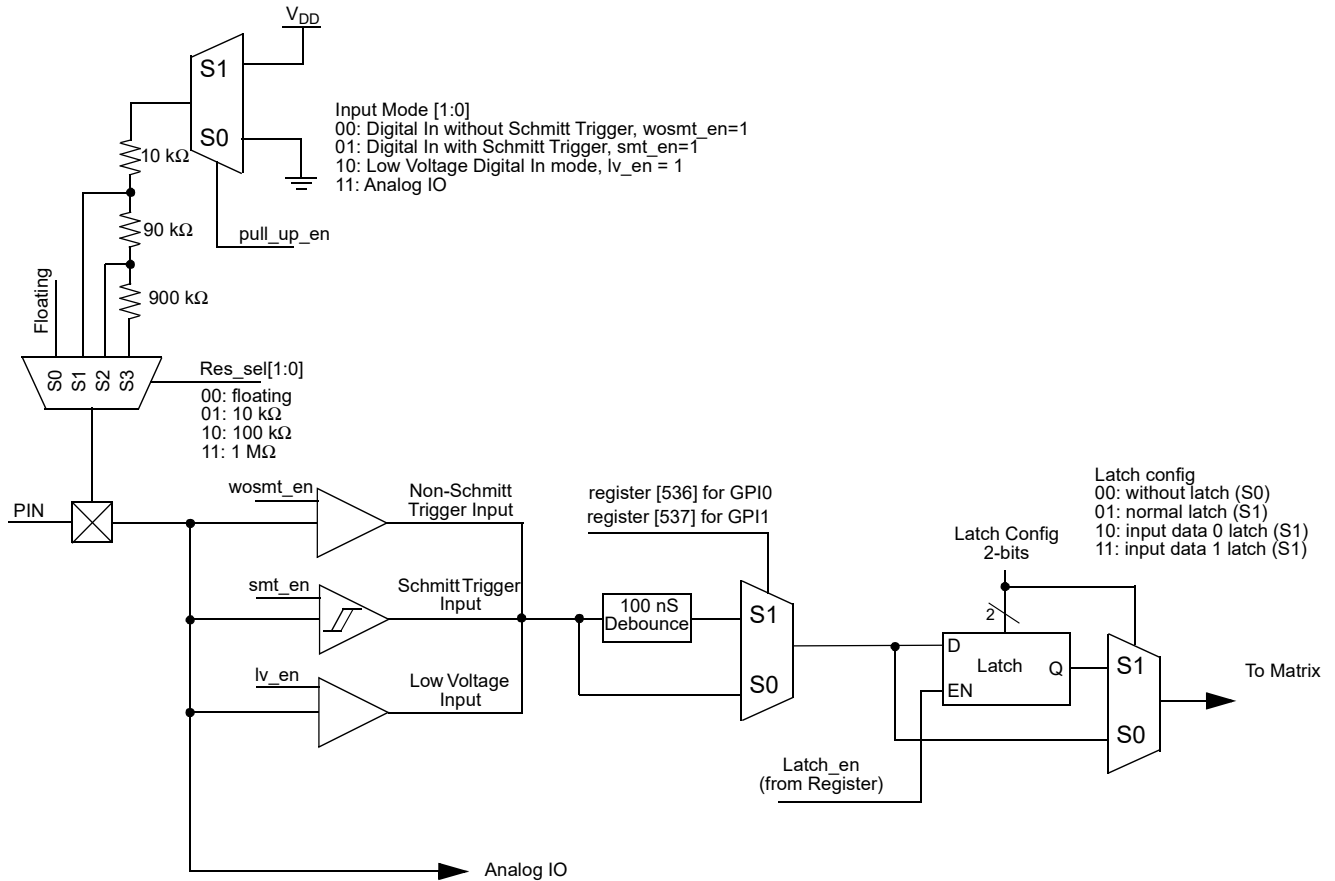 VDD
S1
S0
10 kΩ
90 kΩ
900 kΩ
pull_up_en
Input Mode [1:0]
00: Digital In without Schmitt Trigger, wosmt_en=1
01: Digital In with Schmitt Trigger, smt_en=1
10: Low Voltage Digital In mode, lv_en = 1
11: Analog IO
Floating
S0
S1
S2
S3
Res_sel[1:0]
00: floating
01: 10 kΩ
10: 100 kΩ
11: 1 MΩ
PIN
wosmt_en
Non-Schmitt
Trigger Input
smt_en
Schmitt Trigger
Input
lv_en
Low Voltage
Input
Analog IO
register [536] for GPI0
register [537] for GPI1
100 nS
Debounce
S1
S0
Latch Config
2-bits
2
D
Latch
Q
EN
Latch_en
(from Register)
Latch config
00: without latch (S0)
01: normal latch (S1)
10: input data 0 latch (S1)
11: input data 1 latch (S1)
S1
S0
To Matrix